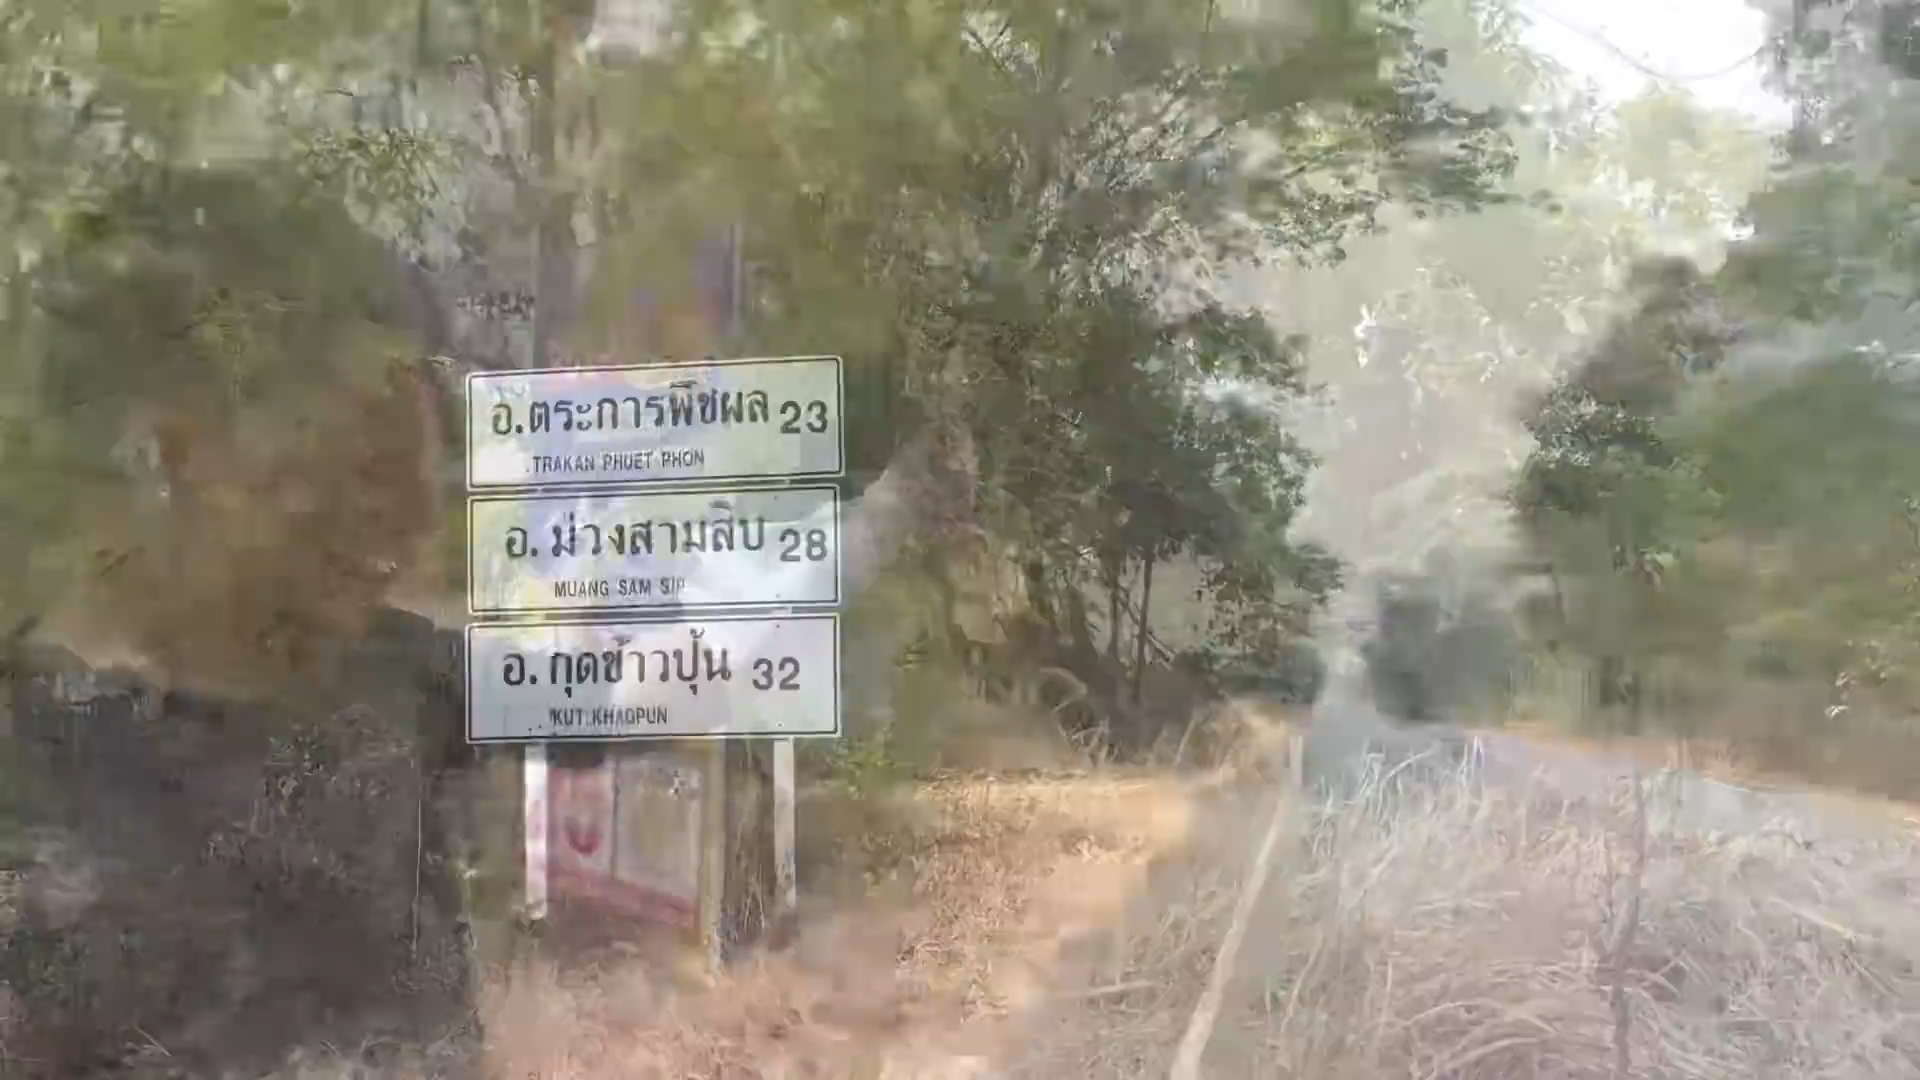 อ.ตระการพืชผล 23
TRAKAN PHUET PHON
อ. ม่วงสามสิบ 28
MUANG SAM SIP
อ. กุดข้าวปุ้น 32
KUT KHAOPUN